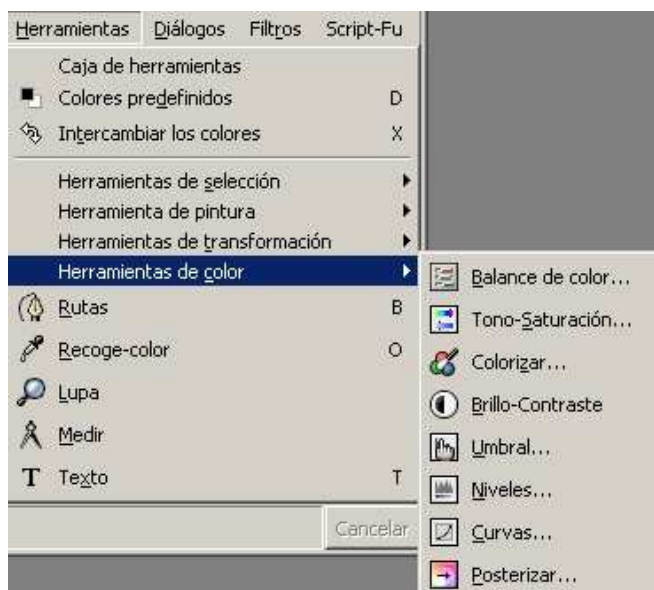 Herramientas Diálogos Filtros Script-Fu
Caja de herramientas
Colores predefinidos D
Intercambiar los colores X
Herramientas de selección
Herramienta de pintura
Herramientas de transformación
Herramientas de color
Rutas B
Recoge-color O
Lupa
Medir
T Texto T
Cancelar
Balance de color...
Tono-Saturación...
Colorizar...
Brillo-Contraste
Umbral...
Niveles...
Curvas...
Posterizar...